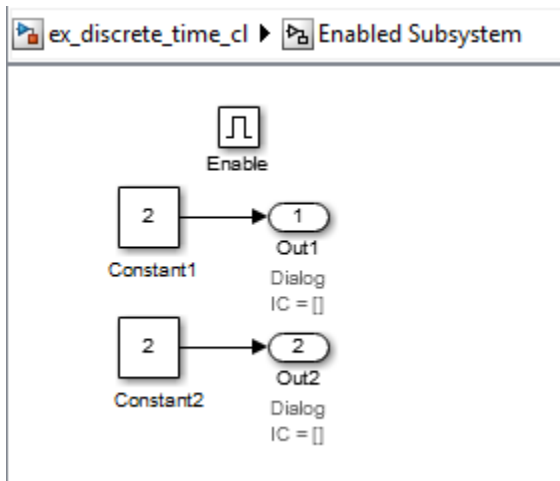 ex_discrete_time_cl Enabled Subsystem
Enable
2
1
Constant1
Out1
Dialog
IC = []
2
2
Constant2
Out2
Dialog
IC = []